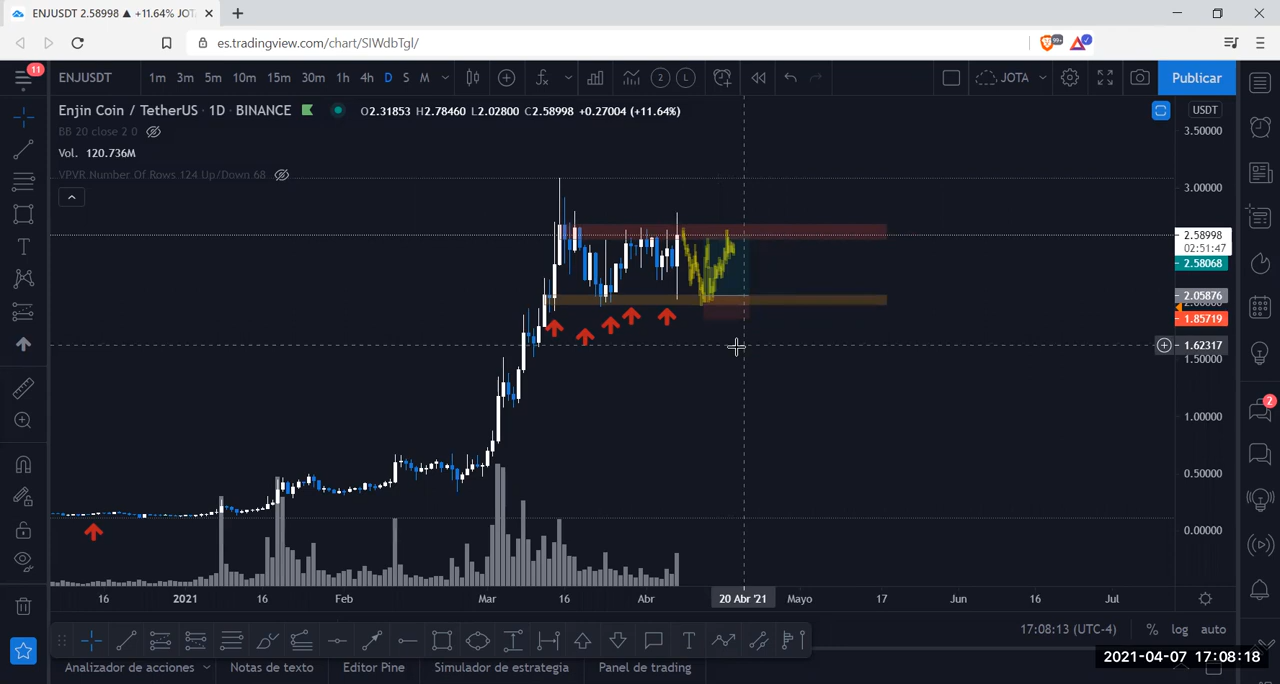 ENJUSDT 2.58998 ▲ +11.64% JOT
es.tradingview.com/chart/SIWdbTgl/
99+
11
ENJUSDT 1m 3m 5m 10m 15m 30m 1h 4h D S M 2 L JOTA Publicar
Enjin Coin / TetherUS · 1D · BINANCE O2.31853 H2.78460 L2.02800 C2.58998 +0.27004 (+11.64%)
USDT
BB 20 close 2 0
3.50000
Vol. 120.736M
VPVR Number Of Rows 124 Up/Down 68
3.00000
2.58998
02:51:47
2.58068
2.05876
1.85719
1.62317
1.50000
1.00000
2
0.50000
0.00000
16 2021 16 Feb Mar 16 Abr 20 Abr '21 Mayo 17 Jun 16 Jul
17:08:13 (UTC-4) % log auto
2021-04-07 17:08:18
Analizador de acciones Notas de texto Editor Pine Simulador de estrategia Panel de trading